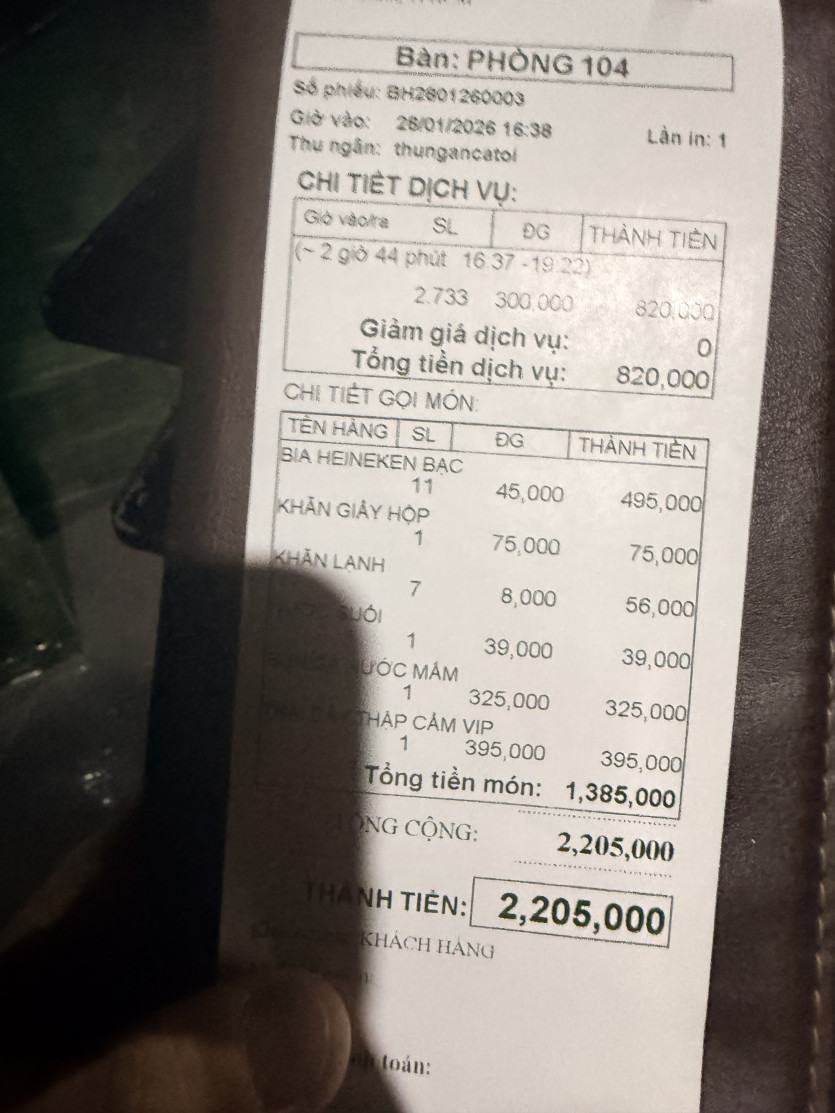 Bàn: PHÒNG 104
Số phiếu: BH2801260003
Giờ vào: 28/01/2026 16:38 Lần in: 1
Thu ngân: thungancatoi
CHI TIẾT DỊCH VỤ:
Giờ vào/ra SL ĐG THÀNH TIỀN
(~ 2 giờ 44 phút 16:37 -19:22)
2.733 300,000 820,000
Giảm giá dịch vụ: 0
Tổng tiền dịch vụ: 820,000
CHI TIẾT GỌI MÓN:
TÊN HÀNG SL ĐG THÀNH TIỀN
BIA HEINEKEN BẠC
11 45,000 495,000
KHĂN GIẤY HỘP
1 75,000 75,000
KHĂN LẠNH
7 8,000 56,000
SUỐI
1 39,000 39,000
NƯỚC MẮM
1 325,000 325,000
THẬP CẨM VIP
1 395,000 395,000
Tổng tiền món: 1,385,000
TỔNG CỘNG: 2,205,000
THÀNH TIỀN: 2,205,000
KHÁCH HÀNG
toán: